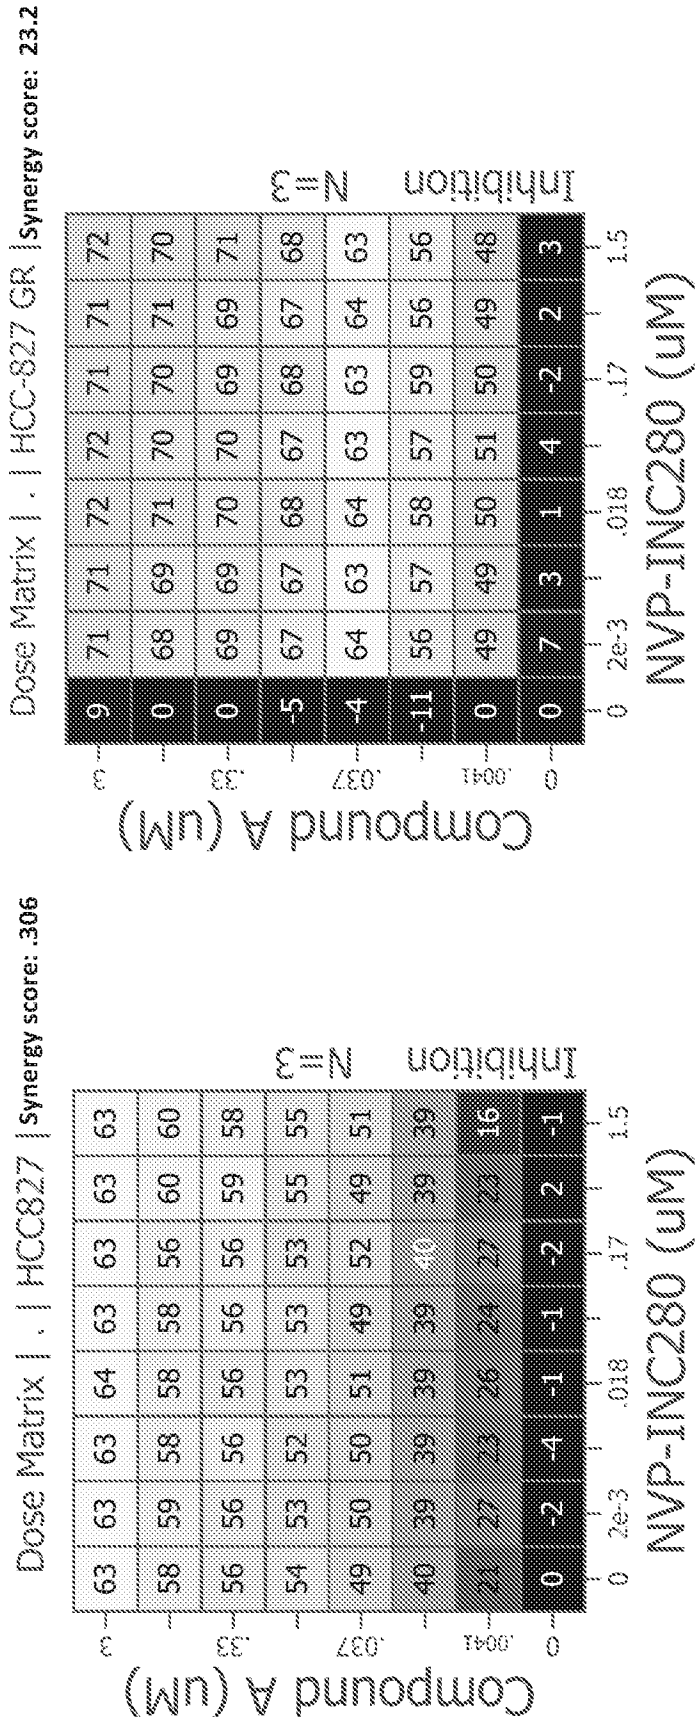 Dose Matrix | . | HCC827 |Synergy score: .306
Compound A (uM)
3 63 63 63 64 63 63 63 63
58 59 58 58 58 56 60 60
.33 56 56 56 56 56 56 59 58
54 53 52 53 53 53 55 55
.037 49 50 50 51 49 52 49 51
40 39 39 39 39 40 39 39
.0041 21 27 23 26 24 27 23 16
0 0 -2 -4 -1 -1 -2 2 -1
0 2e-3 .018 .17 1.5
NVP-INC280 (uM)
N=3
Inhibition
Dose Matrix | . | HCC-827 GR |Synergy score: 23.2
Compound A (uM)
3 9 71 71 72 72 71 71 72
0 68 69 71 70 70 71 70
.33 0 69 69 70 70 69 69 71
-5 67 67 68 67 68 67 68
.037 -4 64 63 64 63 63 64 63
-11 56 57 58 57 59 56 56
.0041 0 49 49 50 51 50 49 48
0 0 7 3 1 4 -2 2 3
0 2e-3 .018 .17 1.5
NVP-INC280 (uM)
N=3
Inhibition